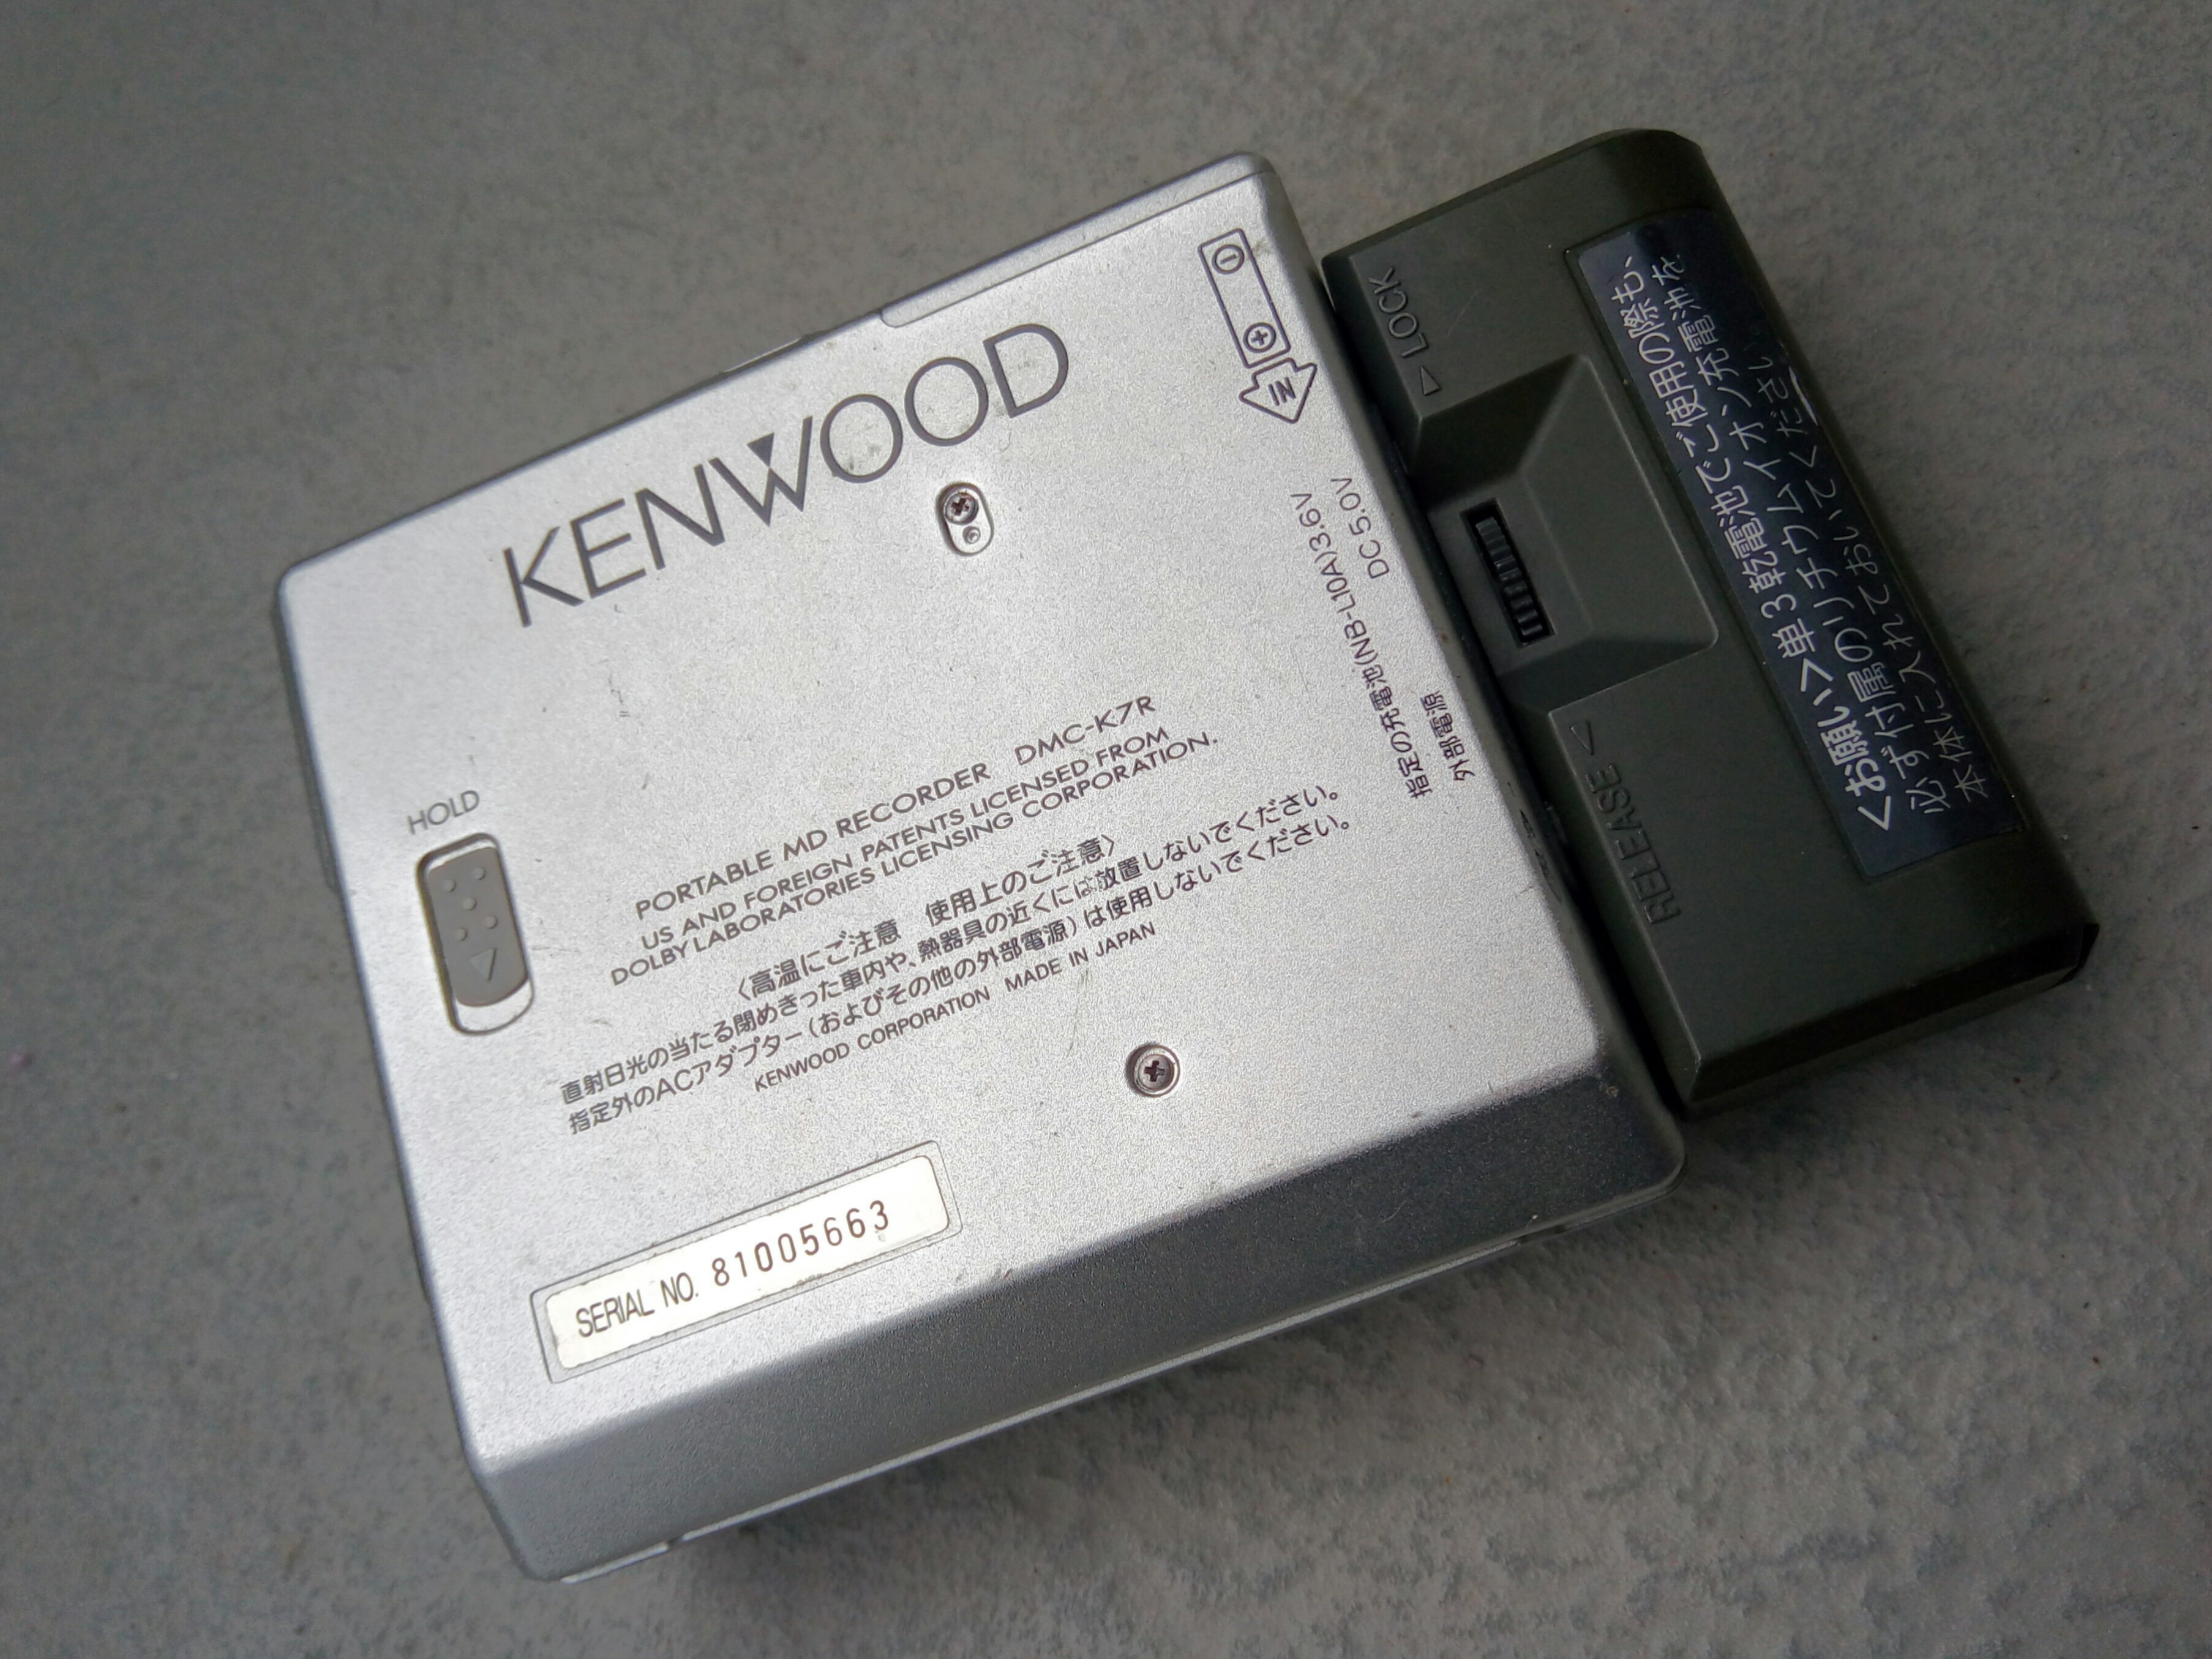 KENWOOD
HOLD
PORTABLE MD RECORDER DMC-K7R
US AND FOREIGN PATENTS LICENSED FROM
DOLBY LABORATORIES LICENSING CORPORATION.
〈高温にご注意 使用上のご注意〉
直射日光の当たる閉めきった車内や、熱器具の近くには放置しないでください。
指定外のACアダプター(およびその他の外部電源)は使用しないでください。
KENWOOD CORPORATION MADE IN JAPAN
SERIAL NO. 81005663
IN
指定の充電池(NB-L10A)3.6V
外部電源 DC 5.0V
LOCK
RELEASE
<お願い>単3乾電池でご使用の際も、
必ず付属のリチウムイオン充電池を
本体に入れておいてください。